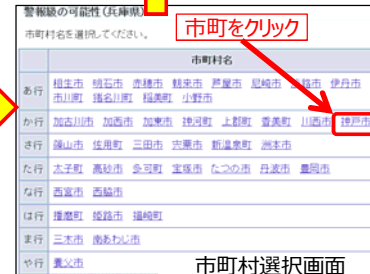 警報級の可能性(兵庫県)
市町村名を選択してください。
市町をクリック
市町村名
あ行 相生市 明石市 赤穂市 朝来市 芦屋市 尼崎市 路市 伊丹市
市川町 猪名川町 稲美町 小野市
か行 加古川市 加西市 加東市 神河町 上郡町 香美町 川西市 神戸市
さ行 篠山市 佐用町 三田市 宍粟市 新温泉町 洲本市
た行 太子町 高砂市 多可町 宝塚市 たつの市 丹波市 豊岡市
な行 西宮市 西脇市
は行 播磨町 姫路市 福崎町
ま行 三木市 南あわじ市
や行 養父市
市町村選択画面